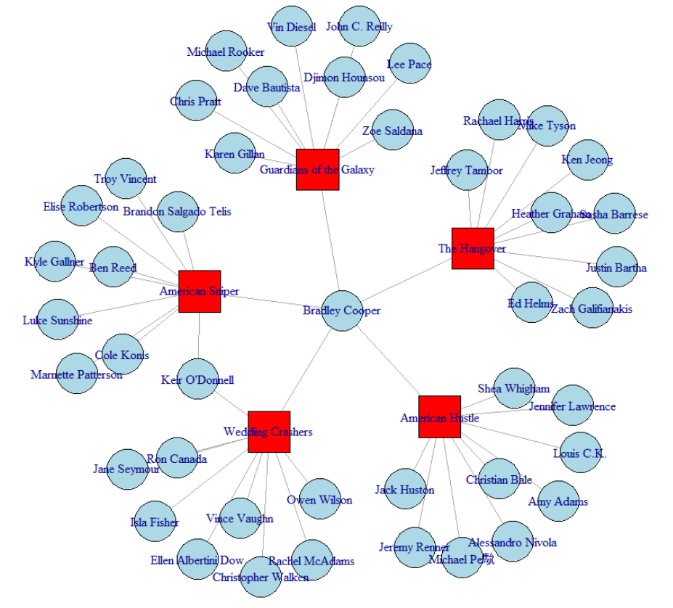 Vin Diesel
John C. Reilly
Michael Rooker
Lee Pace
Djimon Hounsou
Dave Bautista
Chris Pratt
Zoe Saldana
Karen Gillan
Guardians of the Galaxy
Rachael Harris
Mike Tyson
Ken Jeong
Jeffrey Tambor
Heather Graham
Sasha Barrese
The Hangover
Justin Bartha
Ed Helms
Zach Galifianakis
Troy Vincent
Elise Robertson
Brandon Salgado Telis
Kyle Gallner
Ben Reed
American Sniper
Luke Sunshine
Cole Konis
Marnette Patterson
Keir O'Donnell
Bradley Cooper
Wedding Crashers
Jane Seymour
Ron Canada
Isla Fisher
Vince Vaughn
Owen Wilson
Ellen Albertini Dow
Christopher Walken
Rachel McAdams
Shea Whigham
Jennifer Lawrence
American Hustle
Louis C.K.
Christian Bale
Jack Huston
Amy Adams
Jeremy Renner
Alessandro Nivola
Michael